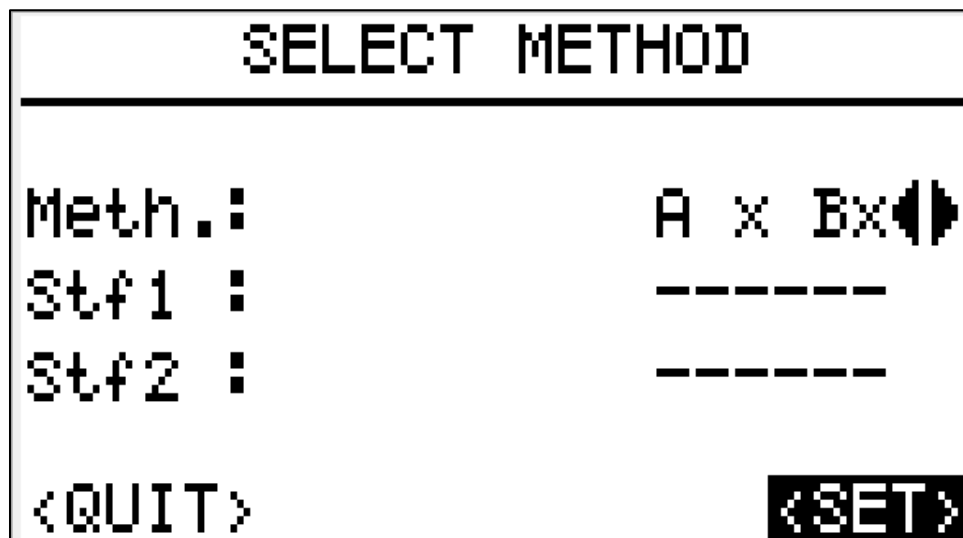 SELECT METHOD
Meth.: A x Bx◀▶
Stf1 : ------
Stf2 : ------
<QUIT> <SET>